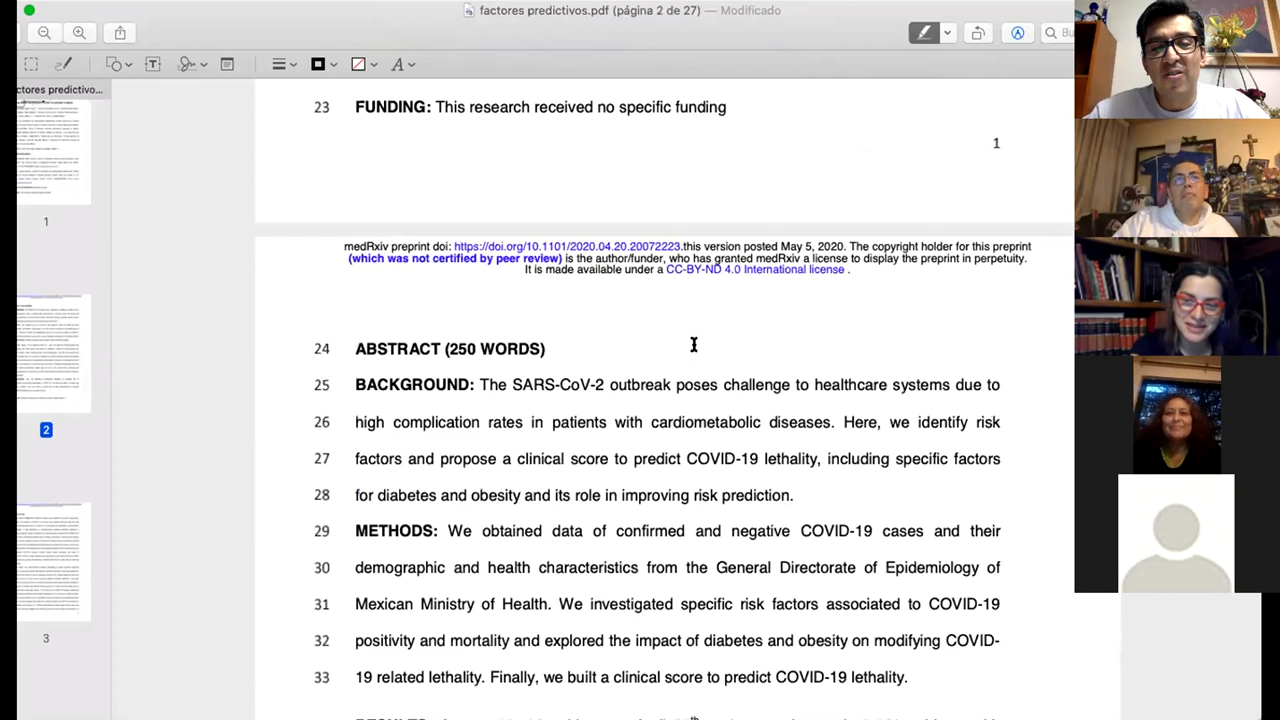 factores predictivos.pdf (página 2 de 27) — Modificado
Bu
ctores predictivo...
1
2
3
23 FUNDING: This research received no specific funding.
1
medRxiv preprint doi: https://doi.org/10.1101/2020.04.20.20072223.this version posted May 5, 2020. The copyright holder for this preprint
(which was not certified by peer review) is the author/funder, who has granted medRxiv a license to display the preprint in perpetuity.
It is made available under a CC-BY-ND 4.0 International license .
24 ABSTRACT (250 WORDS)
25 BACKGROUND: The SARS-CoV-2 outbreak poses challenge to healthcare systems due to
26 high complication rates in patients with cardiometabolic diseases. Here, we identify risk
27 factors and propose a clinical score to predict COVID-19 lethality, including specific factors
28 for diabetes and obesity and its role in improving risk prediction.
29 METHODS: We obtained data of confirmed and negative COVID-19 cases and their
30 demographic and health characteristics from the General Directorate of Epidemiology of
31 Mexican Ministry of Health. We investigated specific risk factors associated to COVID-19
32 positivity and mortality and explored the impact of diabetes and obesity on modifying COVID-
33 19 related lethality. Finally, we built a clinical score to predict COVID-19 lethality.